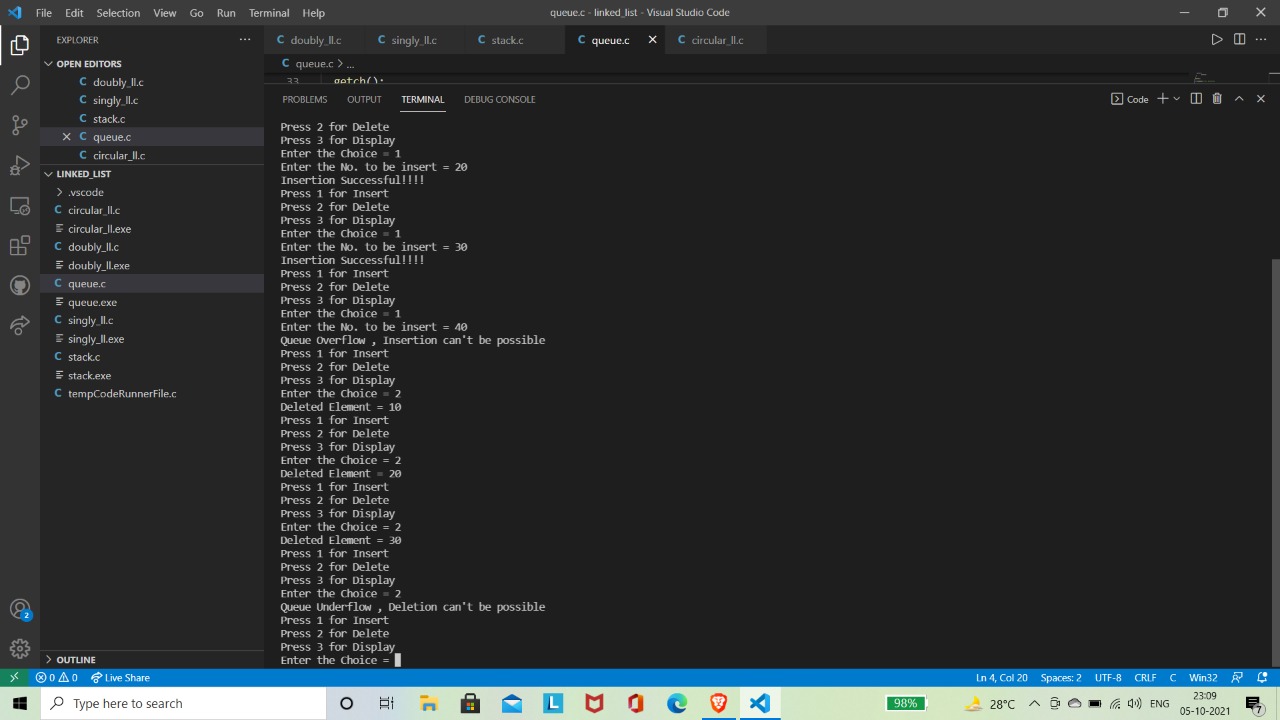 File Edit Selection View Go Run Terminal Help queue.c - linked_list - Visual Studio Code
EXPLORER
OPEN EDITORS
doubly_ll.c
singly_ll.c
stack.c
queue.c
circular_ll.c
LINKED_LIST
.vscode
circular_ll.c
circular_ll.exe
doubly_ll.c
doubly_ll.exe
queue.c
queue.exe
singly_ll.c
singly_ll.exe
stack.c
stack.exe
tempCodeRunnerFile.c
OUTLINE
doubly_ll.c singly_ll.c stack.c queue.c circular_ll.c
queue.c > ...
33 getch();
PROBLEMS OUTPUT TERMINAL DEBUG CONSOLE Code
Press 2 for Delete
Press 3 for Display
Enter the Choice = 1
Enter the No. to be insert = 20
Insertion Successful!!!!
Press 1 for Insert
Press 2 for Delete
Press 3 for Display
Enter the Choice = 1
Enter the No. to be insert = 30
Insertion Successful!!!!
Press 1 for Insert
Press 2 for Delete
Press 3 for Display
Enter the Choice = 1
Enter the No. to be insert = 40
Queue Overflow , Insertion can't be possible
Press 1 for Insert
Press 2 for Delete
Press 3 for Display
Enter the Choice = 2
Deleted Element = 10
Press 1 for Insert
Press 2 for Delete
Press 3 for Display
Enter the Choice = 2
Deleted Element = 20
Press 1 for Insert
Press 2 for Delete
Press 3 for Display
Enter the Choice = 2
Deleted Element = 30
Press 1 for Insert
Press 2 for Delete
Press 3 for Display
Enter the Choice = 2
Queue Underflow , Deletion can't be possible
Press 1 for Insert
Press 2 for Delete
Press 3 for Display
Enter the Choice =
0 0 Live Share Ln 4, Col 20 Spaces: 2 UTF-8 CRLF C Win32
Type here to search 98% 28°C ENG 23:09
05-10-2021 7